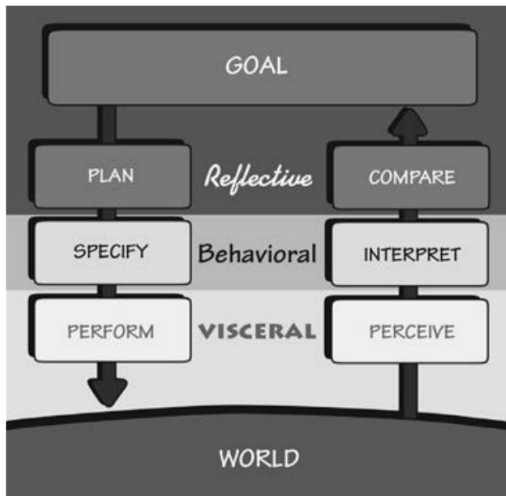 GOAL
PLAN Reflective COMPARE
SPECIFY Behavioral INTERPRET
PERFORM VISCERAL PERCEIVE
WORLD